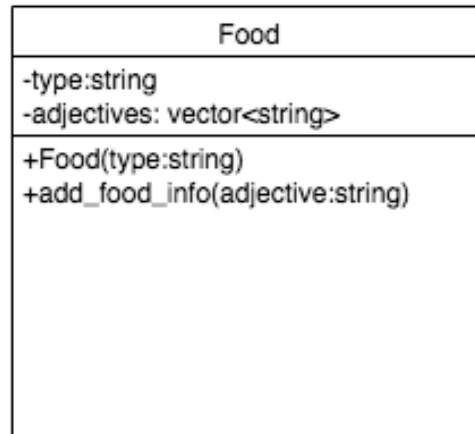 Food
-type:string
-adjectives: vector<string>
+Food(type:string)
+add_food_info(adjective:string)